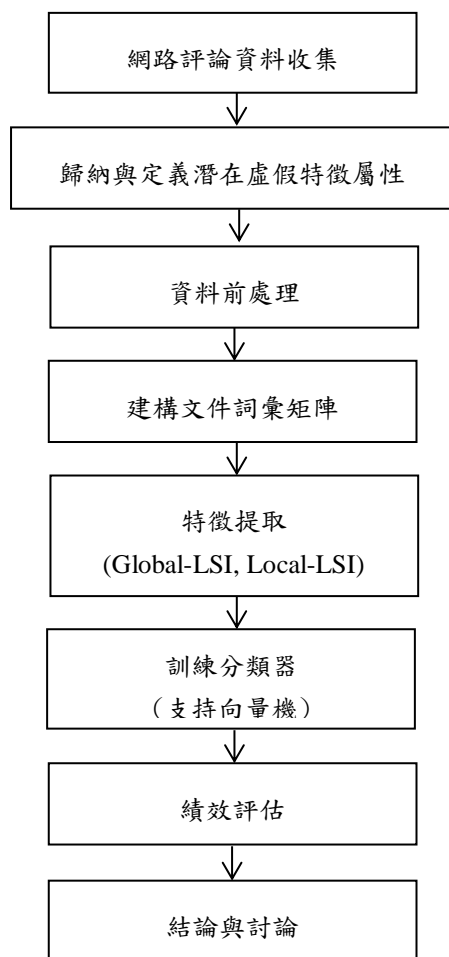 網路評論資料收集
歸納與定義潛在虛假特徵屬性
資料前處理
建構文件詞彙矩陣
特徵提取
(Global-LSI, Local-LSI)
訓練分類器
（支持向量機）
績效評估
結論與討論